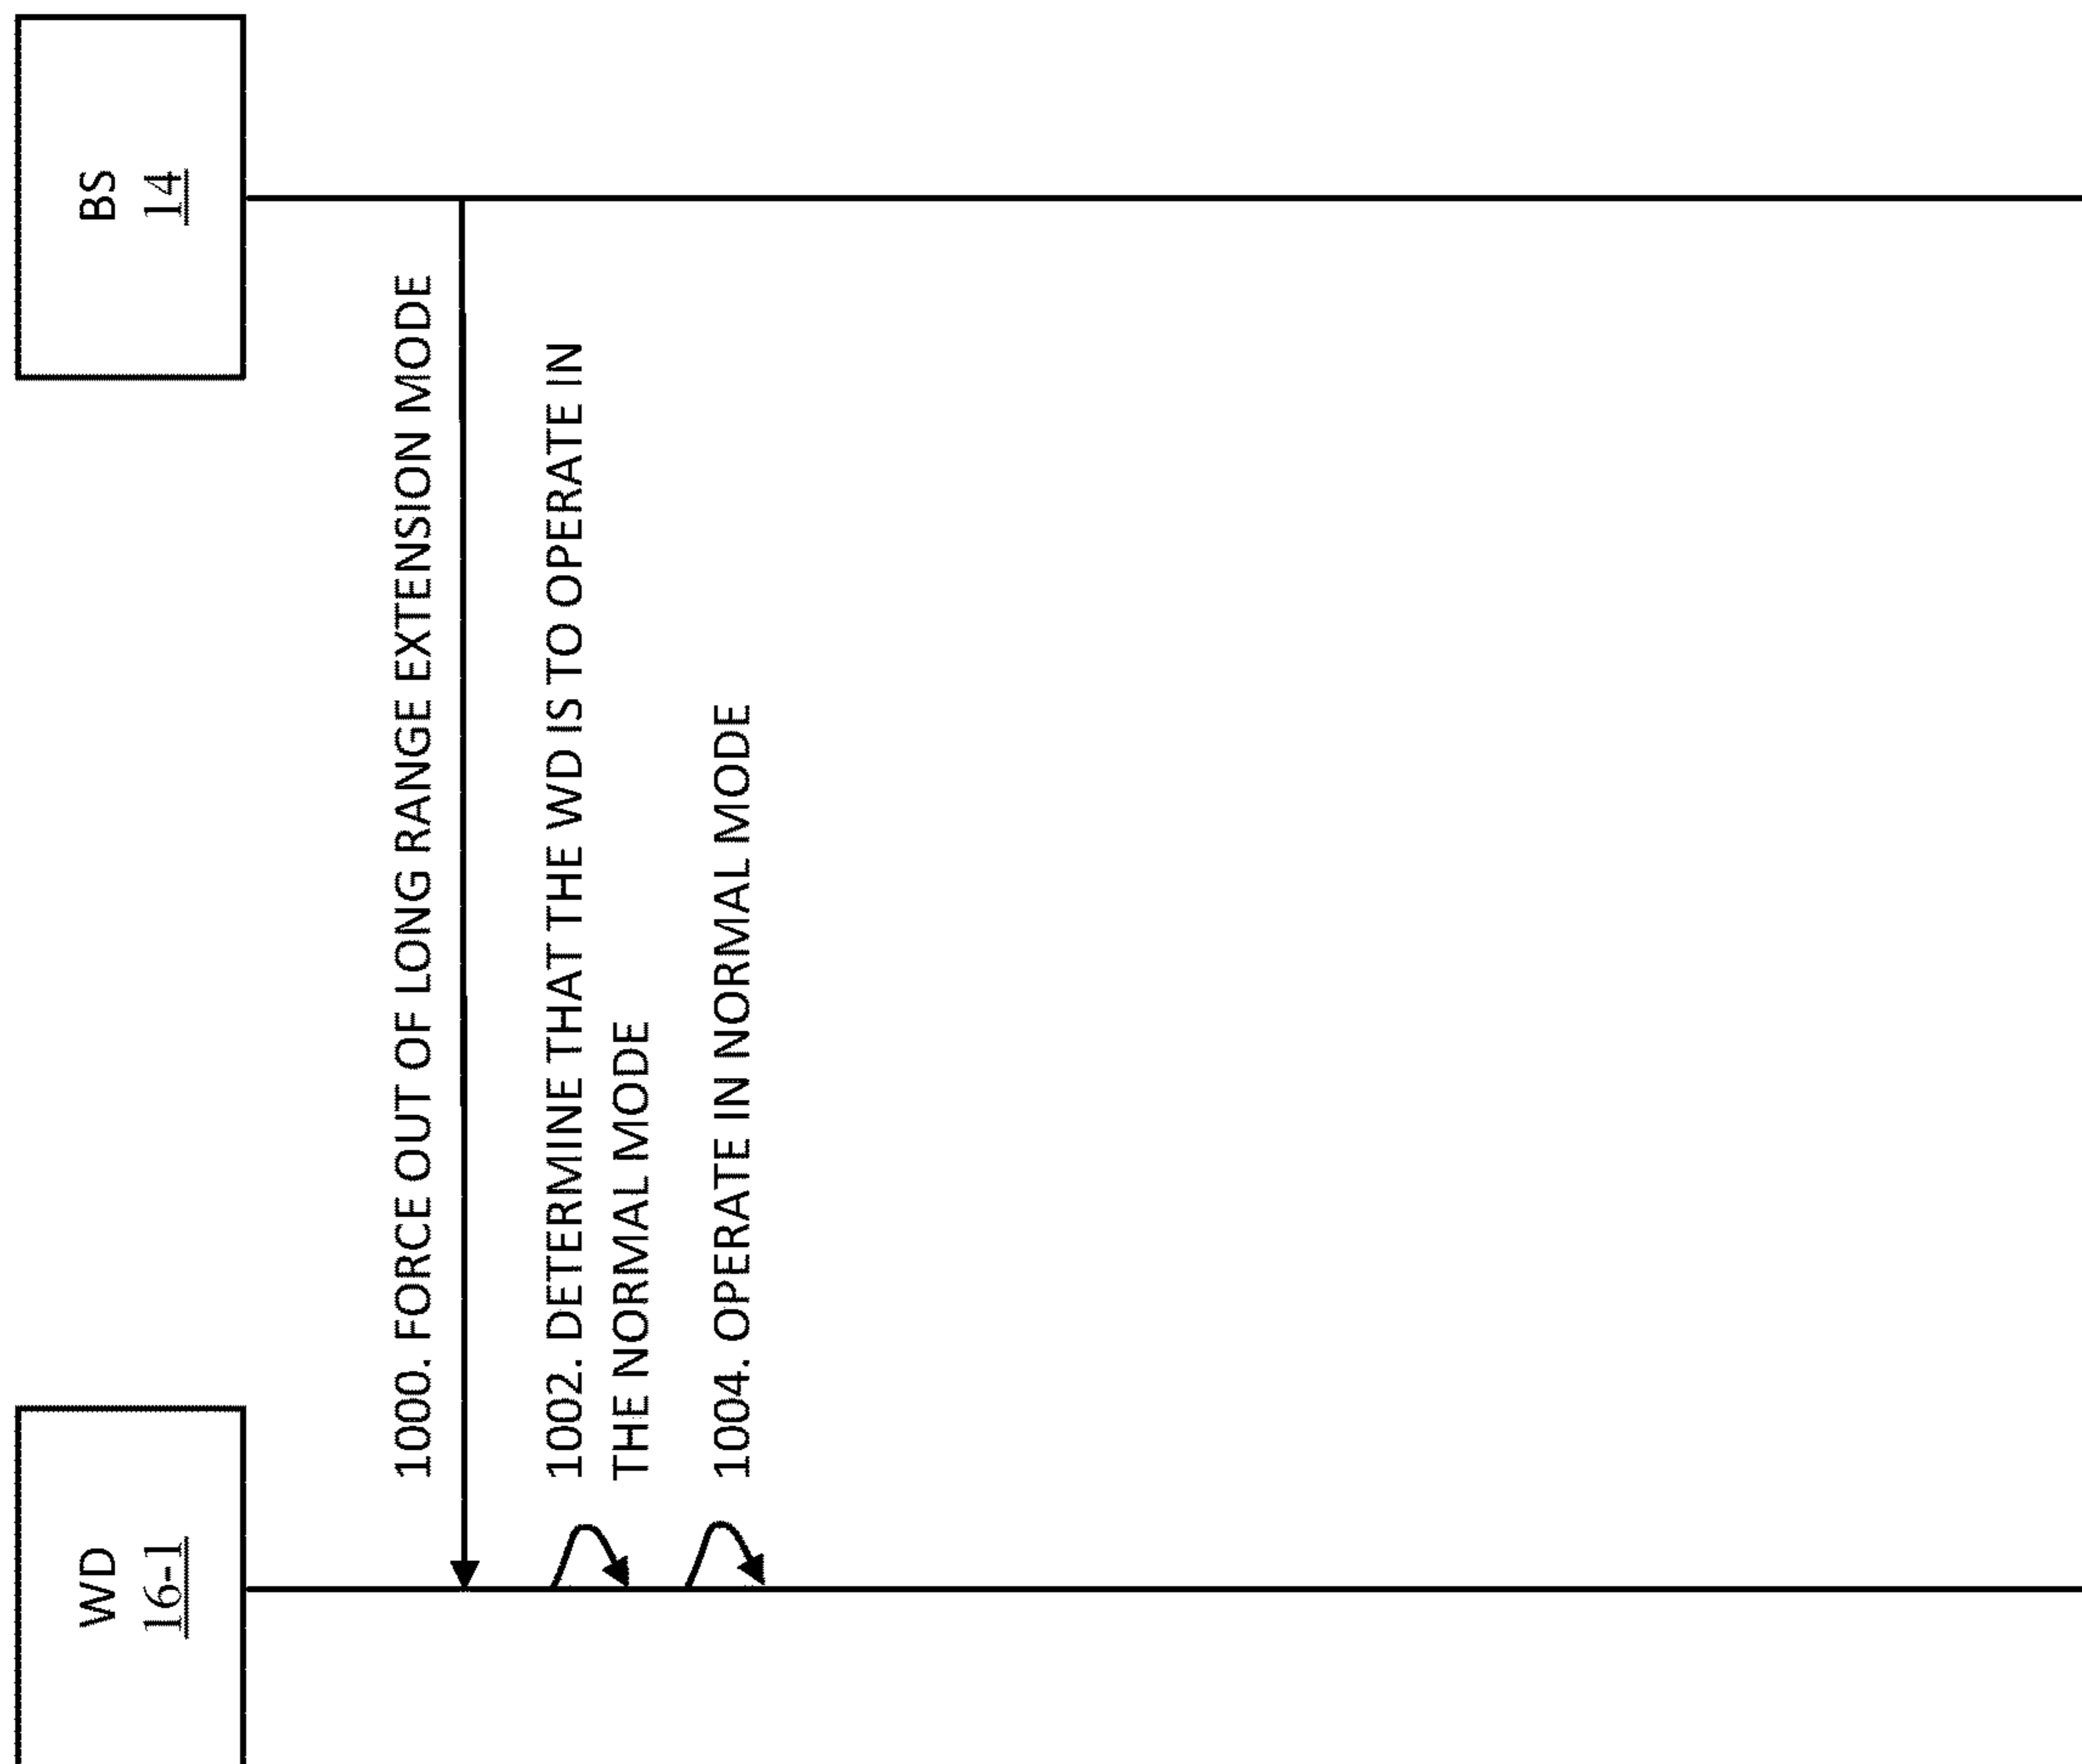 WD
16-1
BS
14
1000. FORCE OUT OF LONG RANGE EXTENSION MODE
1002. DETERMINE THAT THE WD IS TO OPERATE IN
THE NORMAL MODE
1004. OPERATE IN NORMAL MODE